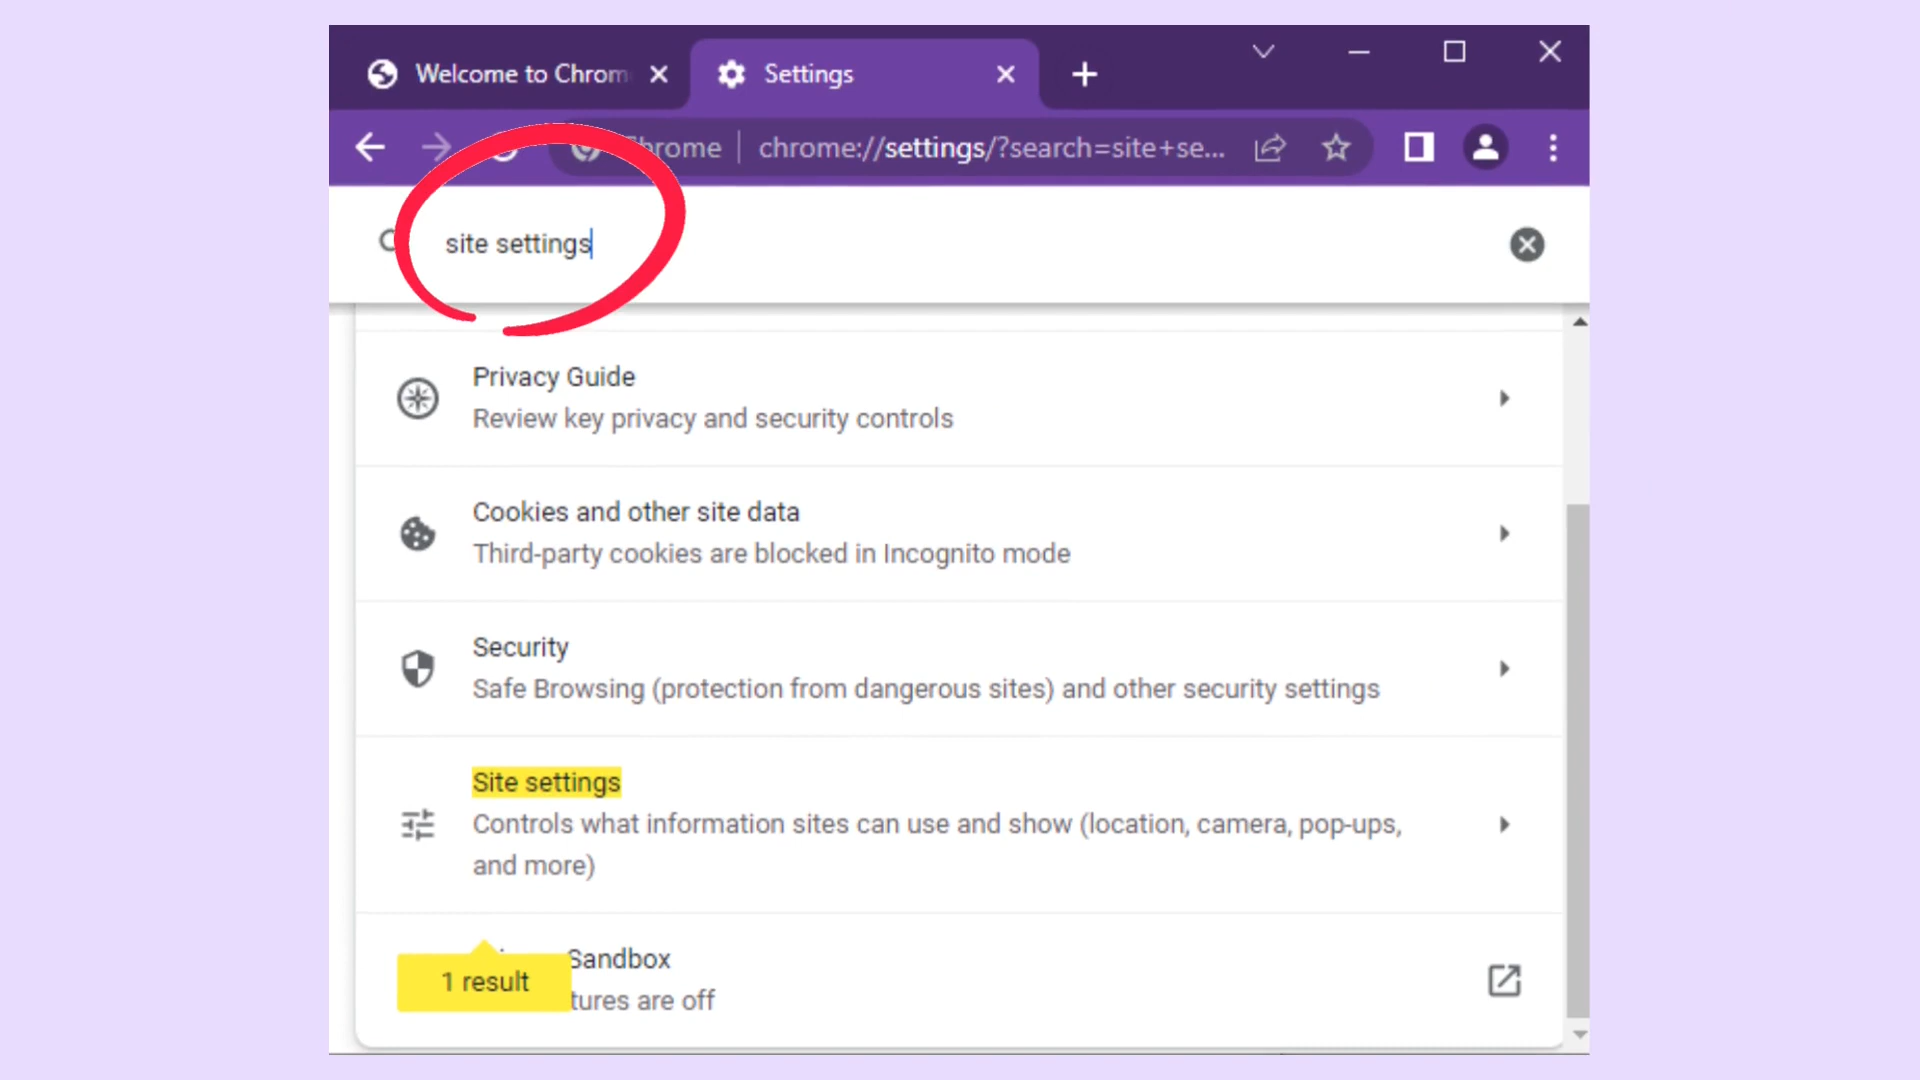 Welcome to Chrom
Settings
hrome
chrome://settings/?search=site+se...
site settings
Privacy Guide
Review key privacy and security controls
Cookies and other site data
Third-party cookies are blocked in Incognito mode
Security
Safe Browsing (protection from dangerous sites) and other security settings
Site settings
Controls what information sites can use and show (location, camera, pop-ups,
and more)
Sandbox
1 result
tures are off